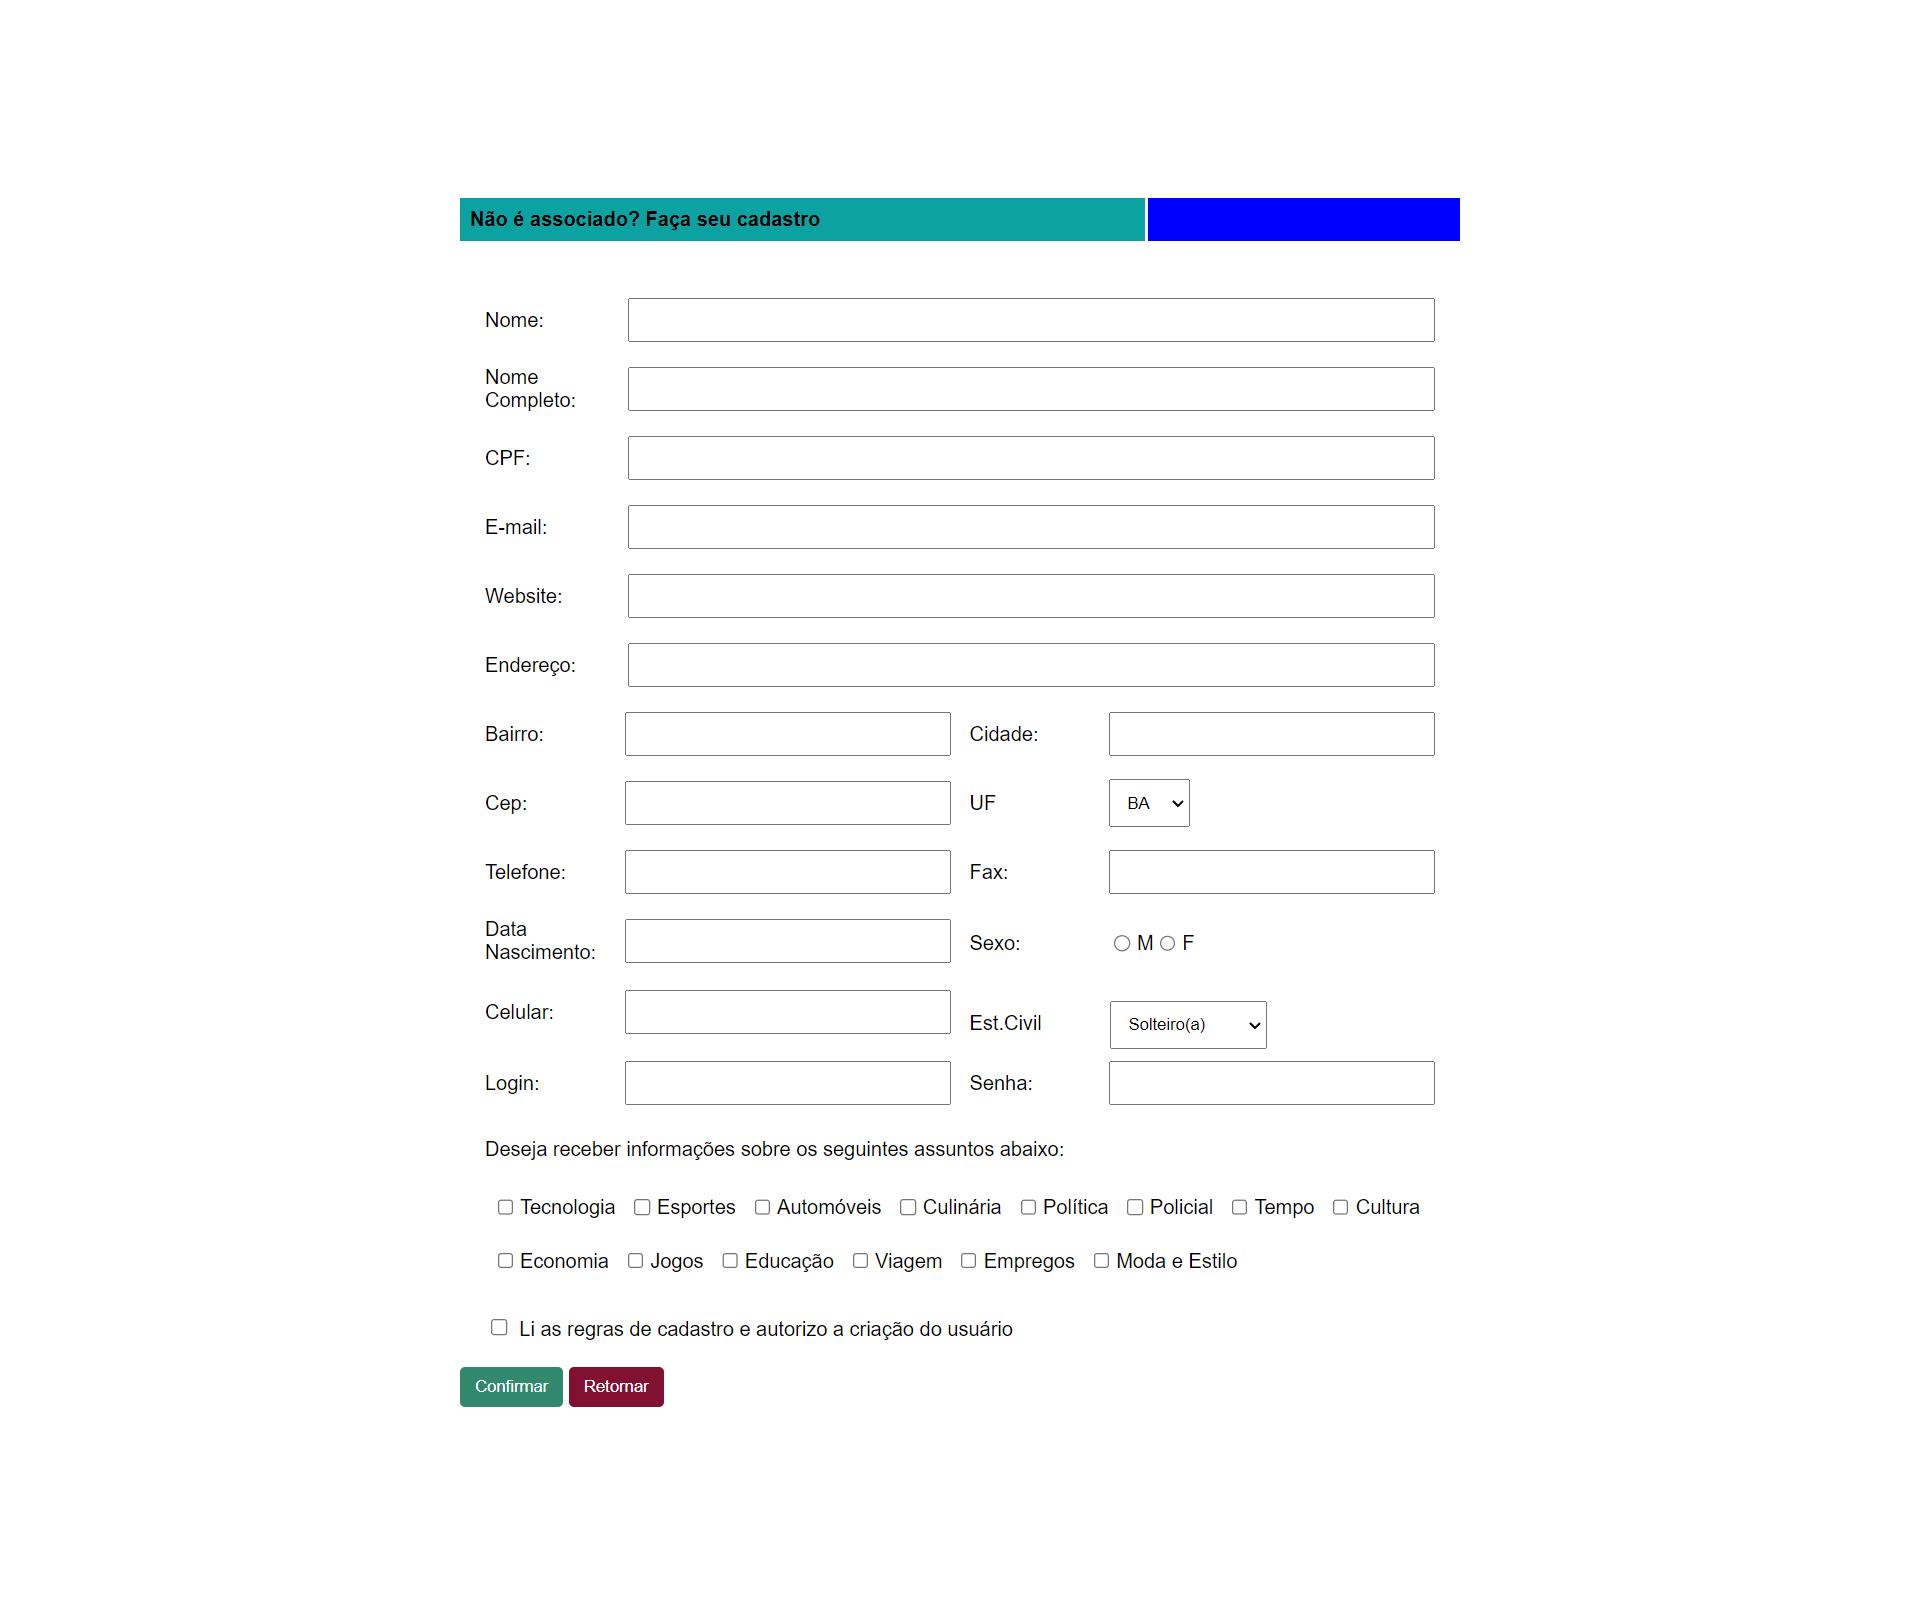 Não é associado? Faça seu cadastro
Nome:
Nome
Completo:
CPF:
E-mail:
Website:
Endereço:
Bairro:
Cidade:
Cep:
UF
BA
Telefone:
Fax:
Data
Nascimento:
Sexo:
M F
Celular:
Est.Civil
Solteiro(a)
Login:
Senha:
Deseja receber informações sobre os seguintes assuntos abaixo:
Tecnologia Esportes Automóveis Culinária Política Policial Tempo Cultura
Economia Jogos Educação Viagem Empregos Moda e Estilo
Li as regras de cadastro e autorizo a criação do usuário
Confirmar Retornar